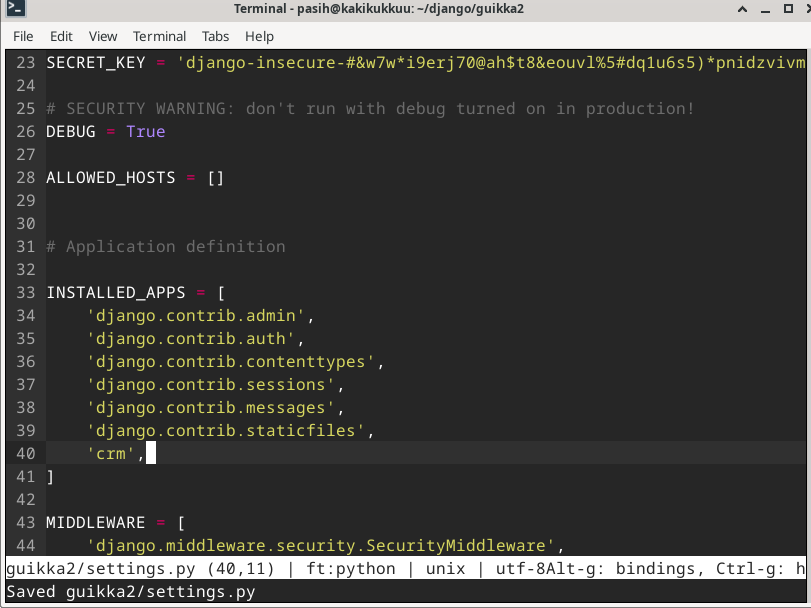 Terminal - pasih@kakikukkuu: ~/django/guikka2
File Edit View Terminal Tabs Help
23 SECRET_KEY = 'django-insecure-#&w7w*i9erj70@ah$t8&eouvl%5#dq1u6s5)*pnidzvivm
24
25 # SECURITY WARNING: don't run with debug turned on in production!
26 DEBUG = True
27
28 ALLOWED_HOSTS = []
29
30
31 # Application definition
32
33 INSTALLED_APPS = [
34     'django.contrib.admin',
35     'django.contrib.auth',
36     'django.contrib.contenttypes',
37     'django.contrib.sessions',
38     'django.contrib.messages',
39     'django.contrib.staticfiles',
40     'crm',
41 ]
42
43 MIDDLEWARE = [
44     'django.middleware.security.SecurityMiddleware',
guikka2/settings.py (40,11) | ft:python | unix | utf-8Alt-g: bindings, Ctrl-g: h
Saved guikka2/settings.py